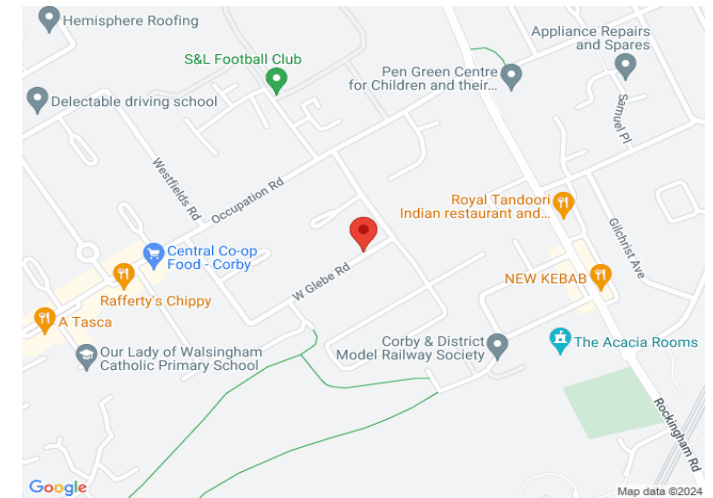 Hemisphere Roofing
Appliance Repairs
and Spares
S&L Football Club
Pen Green Centre
for Children and their...
Delectable driving school
Samuel Pl
Westfields Rd
Occupation Rd
Royal Tandoori
Indian restaurant and...
Gilchrist Ave
Central Co-op
Food - Corby
W Glebe Rd
NEW KEBAB
Rafferty's Chippy
A Tasca
Corby & District
Model Railway Society
The Acacia Rooms
Our Lady of Walsingham
Catholic Primary School
Rockingham Rd
Google
Map data ©2024